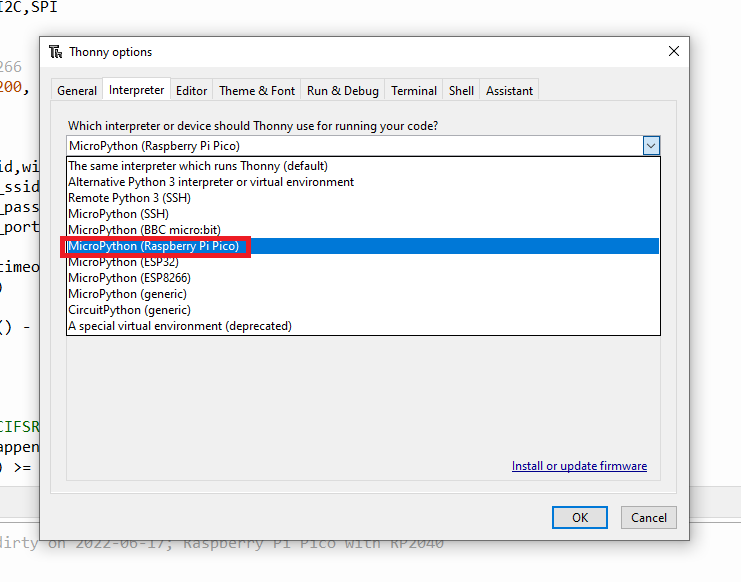 I2C,SPI
Thonny options
266
200,
General Interpreter Editor Theme & Font Run & Debug Terminal Shell Assistant
Which interpreter or device should Thonny use for running your code?
MicroPython (Raspberry Pi Pico)
id,wi
The same interpreter which runs Thonny (default)
Alternative Python 3 interpreter or virtual environment
_ssid
Remote Python 3 (SSH)
_pass
MicroPython (SSH)
_port
MicroPython (BBC micro:bit)
MicroPython (Raspberry Pi Pico)
timeo
MicroPython (ESP32)
MicroPython (ESP8266)
)
MicroPython (generic)
CircuitPython (generic)
() -
A special virtual environment (deprecated)
CIFSR
appen
) >=
Install or update firmware
OK Cancel
dirty on 2022-06-17; Raspberry Pi Pico with RP2040